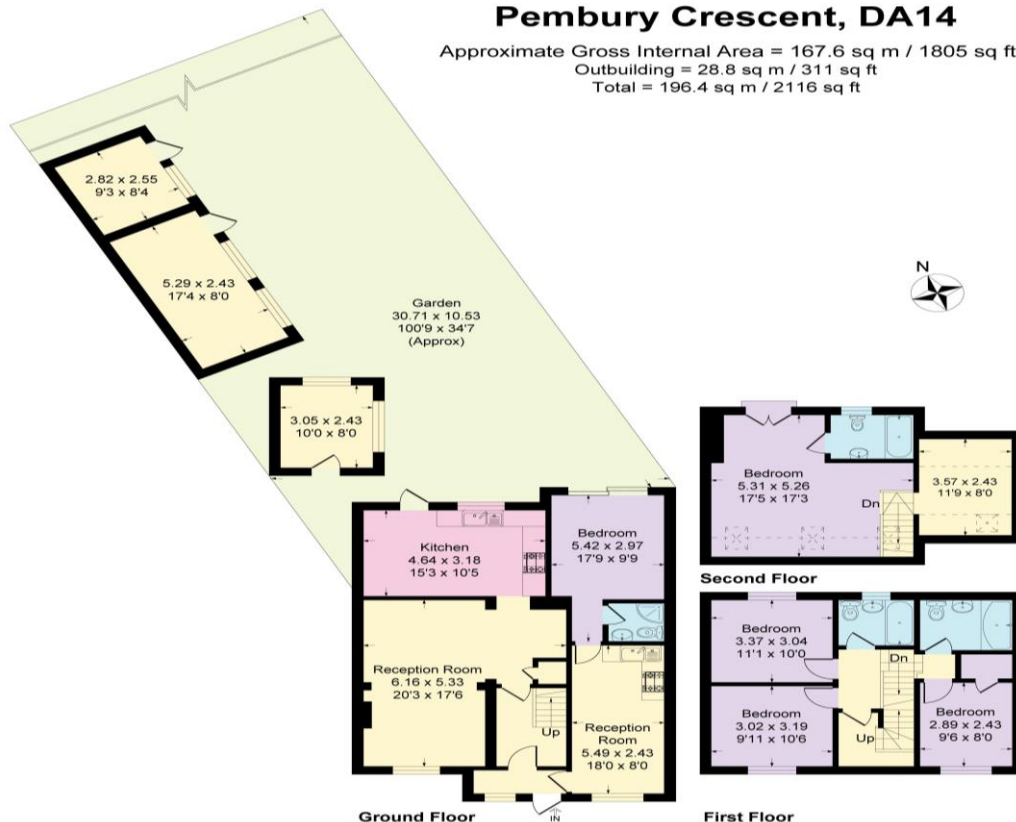 Pembury Crescent, DA14
Approximate Gross Internal Area = 167.6 sq m / 1805 sq ft
Outbuilding = 28.8 sq m / 311 sq ft
Total = 196.4 sq m / 2116 sq ft
2.82 x 2.55
9'3 x 8'4
5.29 x 2.43
17'4 x 8'0
Garden
30.71 x 10.53
100'9 x 34'7
(Approx)
N
3.05 x 2.43
10'0 x 8'0
Kitchen
4.64 x 3.18
15'3 x 10'5
Bedroom
5.42 x 2.97
17'9 x 9'9
Reception Room
6.16 x 5.33
20'3 x 17'6
Up
Reception
Room
5.49 x 2.43
18'0 x 8'0
IN
Ground Floor
Bedroom
5.31 x 5.26
17'5 x 17'3
Dn
3.57 x 2.43
11'9 x 8'0
Second Floor
Bedroom
3.37 x 3.04
11'1 x 10'0
Dn
Bedroom
3.02 x 3.19
9'11 x 10'6
Up
Bedroom
2.89 x 2.43
9'6 x 8'0
First Floor